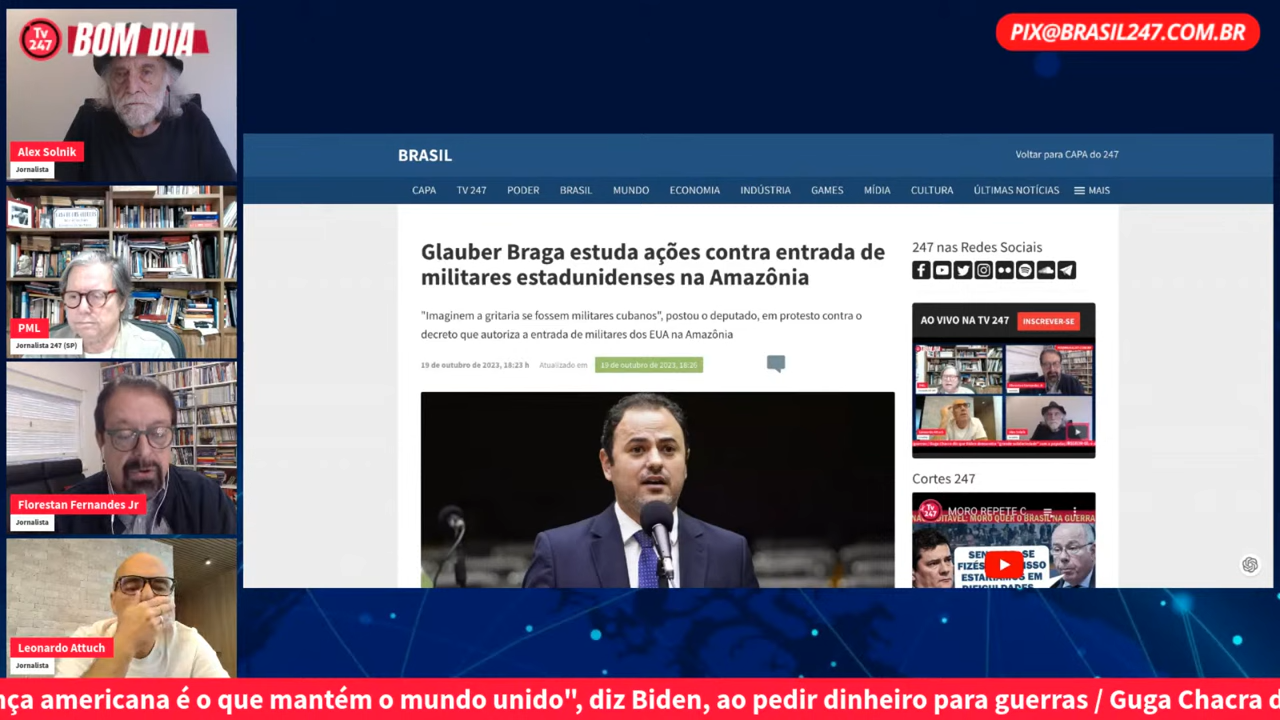 Tv 247 BOM DIA
PIX@BRASIL247.COM.BR
Alex Solnik
Jornalista
PML
Jornalista 247 (SP)
Florestan Fernandes Jr
Jornalista
Leonardo Attuch
Jornalista
BRASIL
Voltar para CAPA do 247
CAPA TV 247 PODER BRASIL MUNDO ECONOMIA INDÚSTRIA GAMES MÍDIA CULTURA ÚLTIMAS NOTÍCIAS MAIS
Glauber Braga estuda ações contra entrada de
militares estadunidenses na Amazônia
"Imaginem a gritaria se fossem militares cubanos", postou o deputado, em protesto contra o
decreto que autoriza a entrada de militares dos EUA na Amazônia
19 de outubro de 2023, 18:23 h Atualizado em 19 de outubro de 2023, 18:26
247 nas Redes Sociais
AO VIVO NA TV 247 INSCREVER-SE
Cortes 247
Tv 247 MORO REPETE C
MORO QUER O BRASIL NA GUERRA
ESTARÍAMOS EM
nça americana é o que mantém o mundo unido", diz Biden, ao pedir dinheiro para guerras / Guga Chacra d